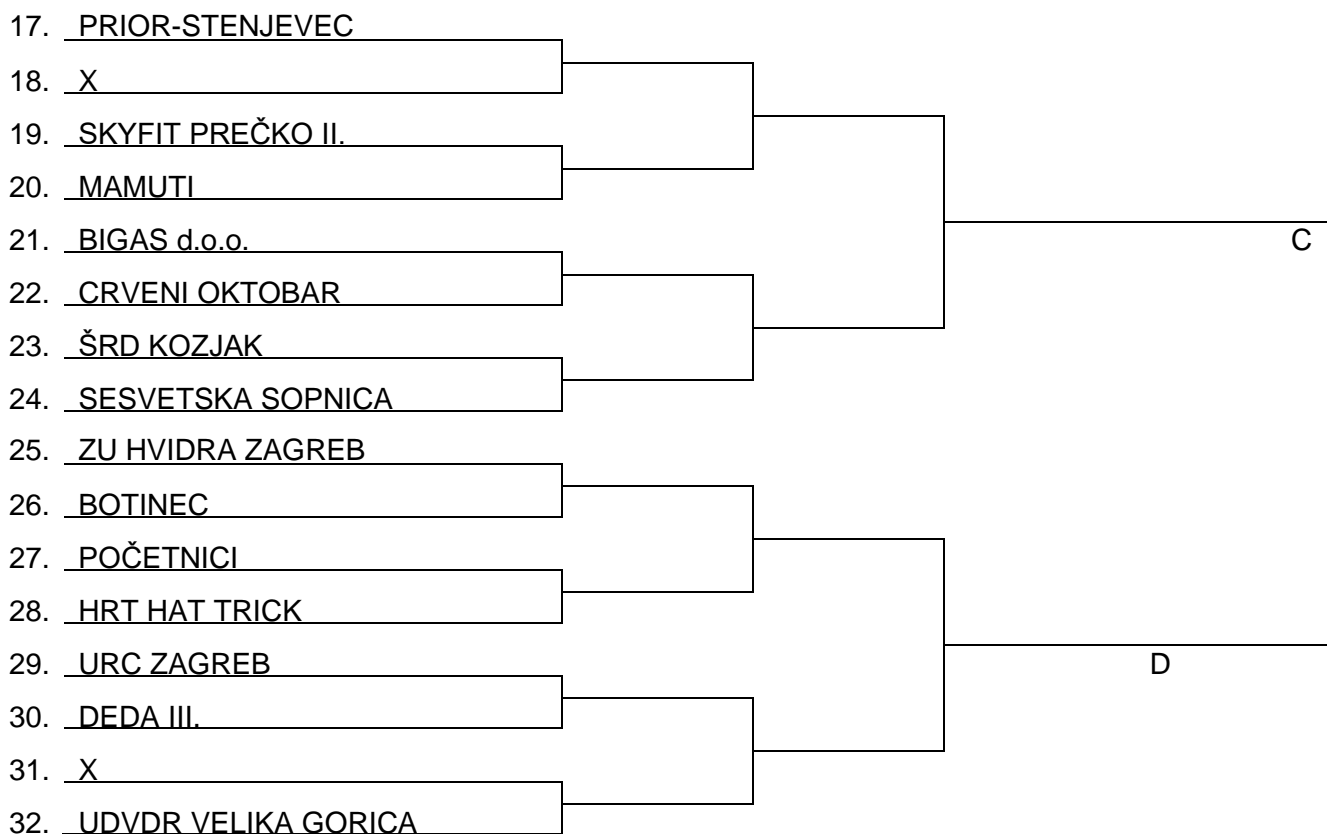 17. PRIOR-STENJEVEC
18. X
19. SKYFIT PREČKO II.
20. MAMUTI
21. BIGAS d.o.o.
C
22. CRVENI OKTOBAR
23. ŠRD KOZJAK
24. SESVETSKA SOPNICA
25. ZU HVIDRA ZAGREB
26. BOTINEC
27. POČETNICI
28. HRT HAT TRICK
29. URC ZAGREB
D
30. DEDA III.
31. X
32. UDVDR VELIKA GORICA